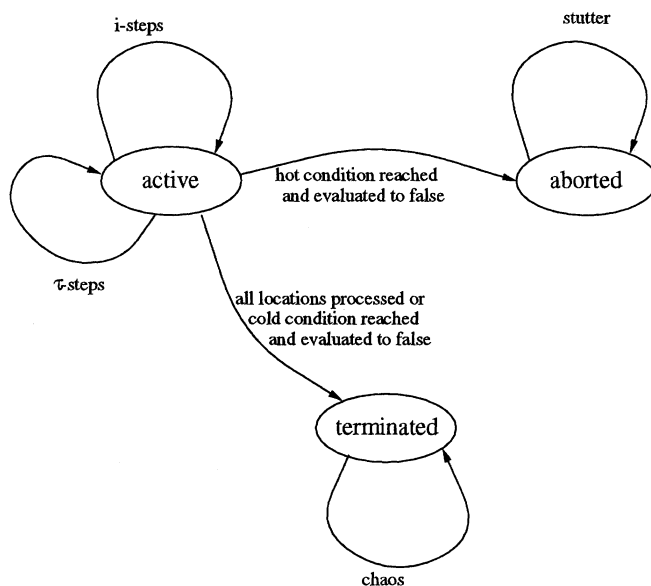 i-steps
stutter
active
aborted
hot condition reached
and evaluated to false
τ-steps
all locations processed or
cold condition reached
and evaluated to false
terminated
chaos